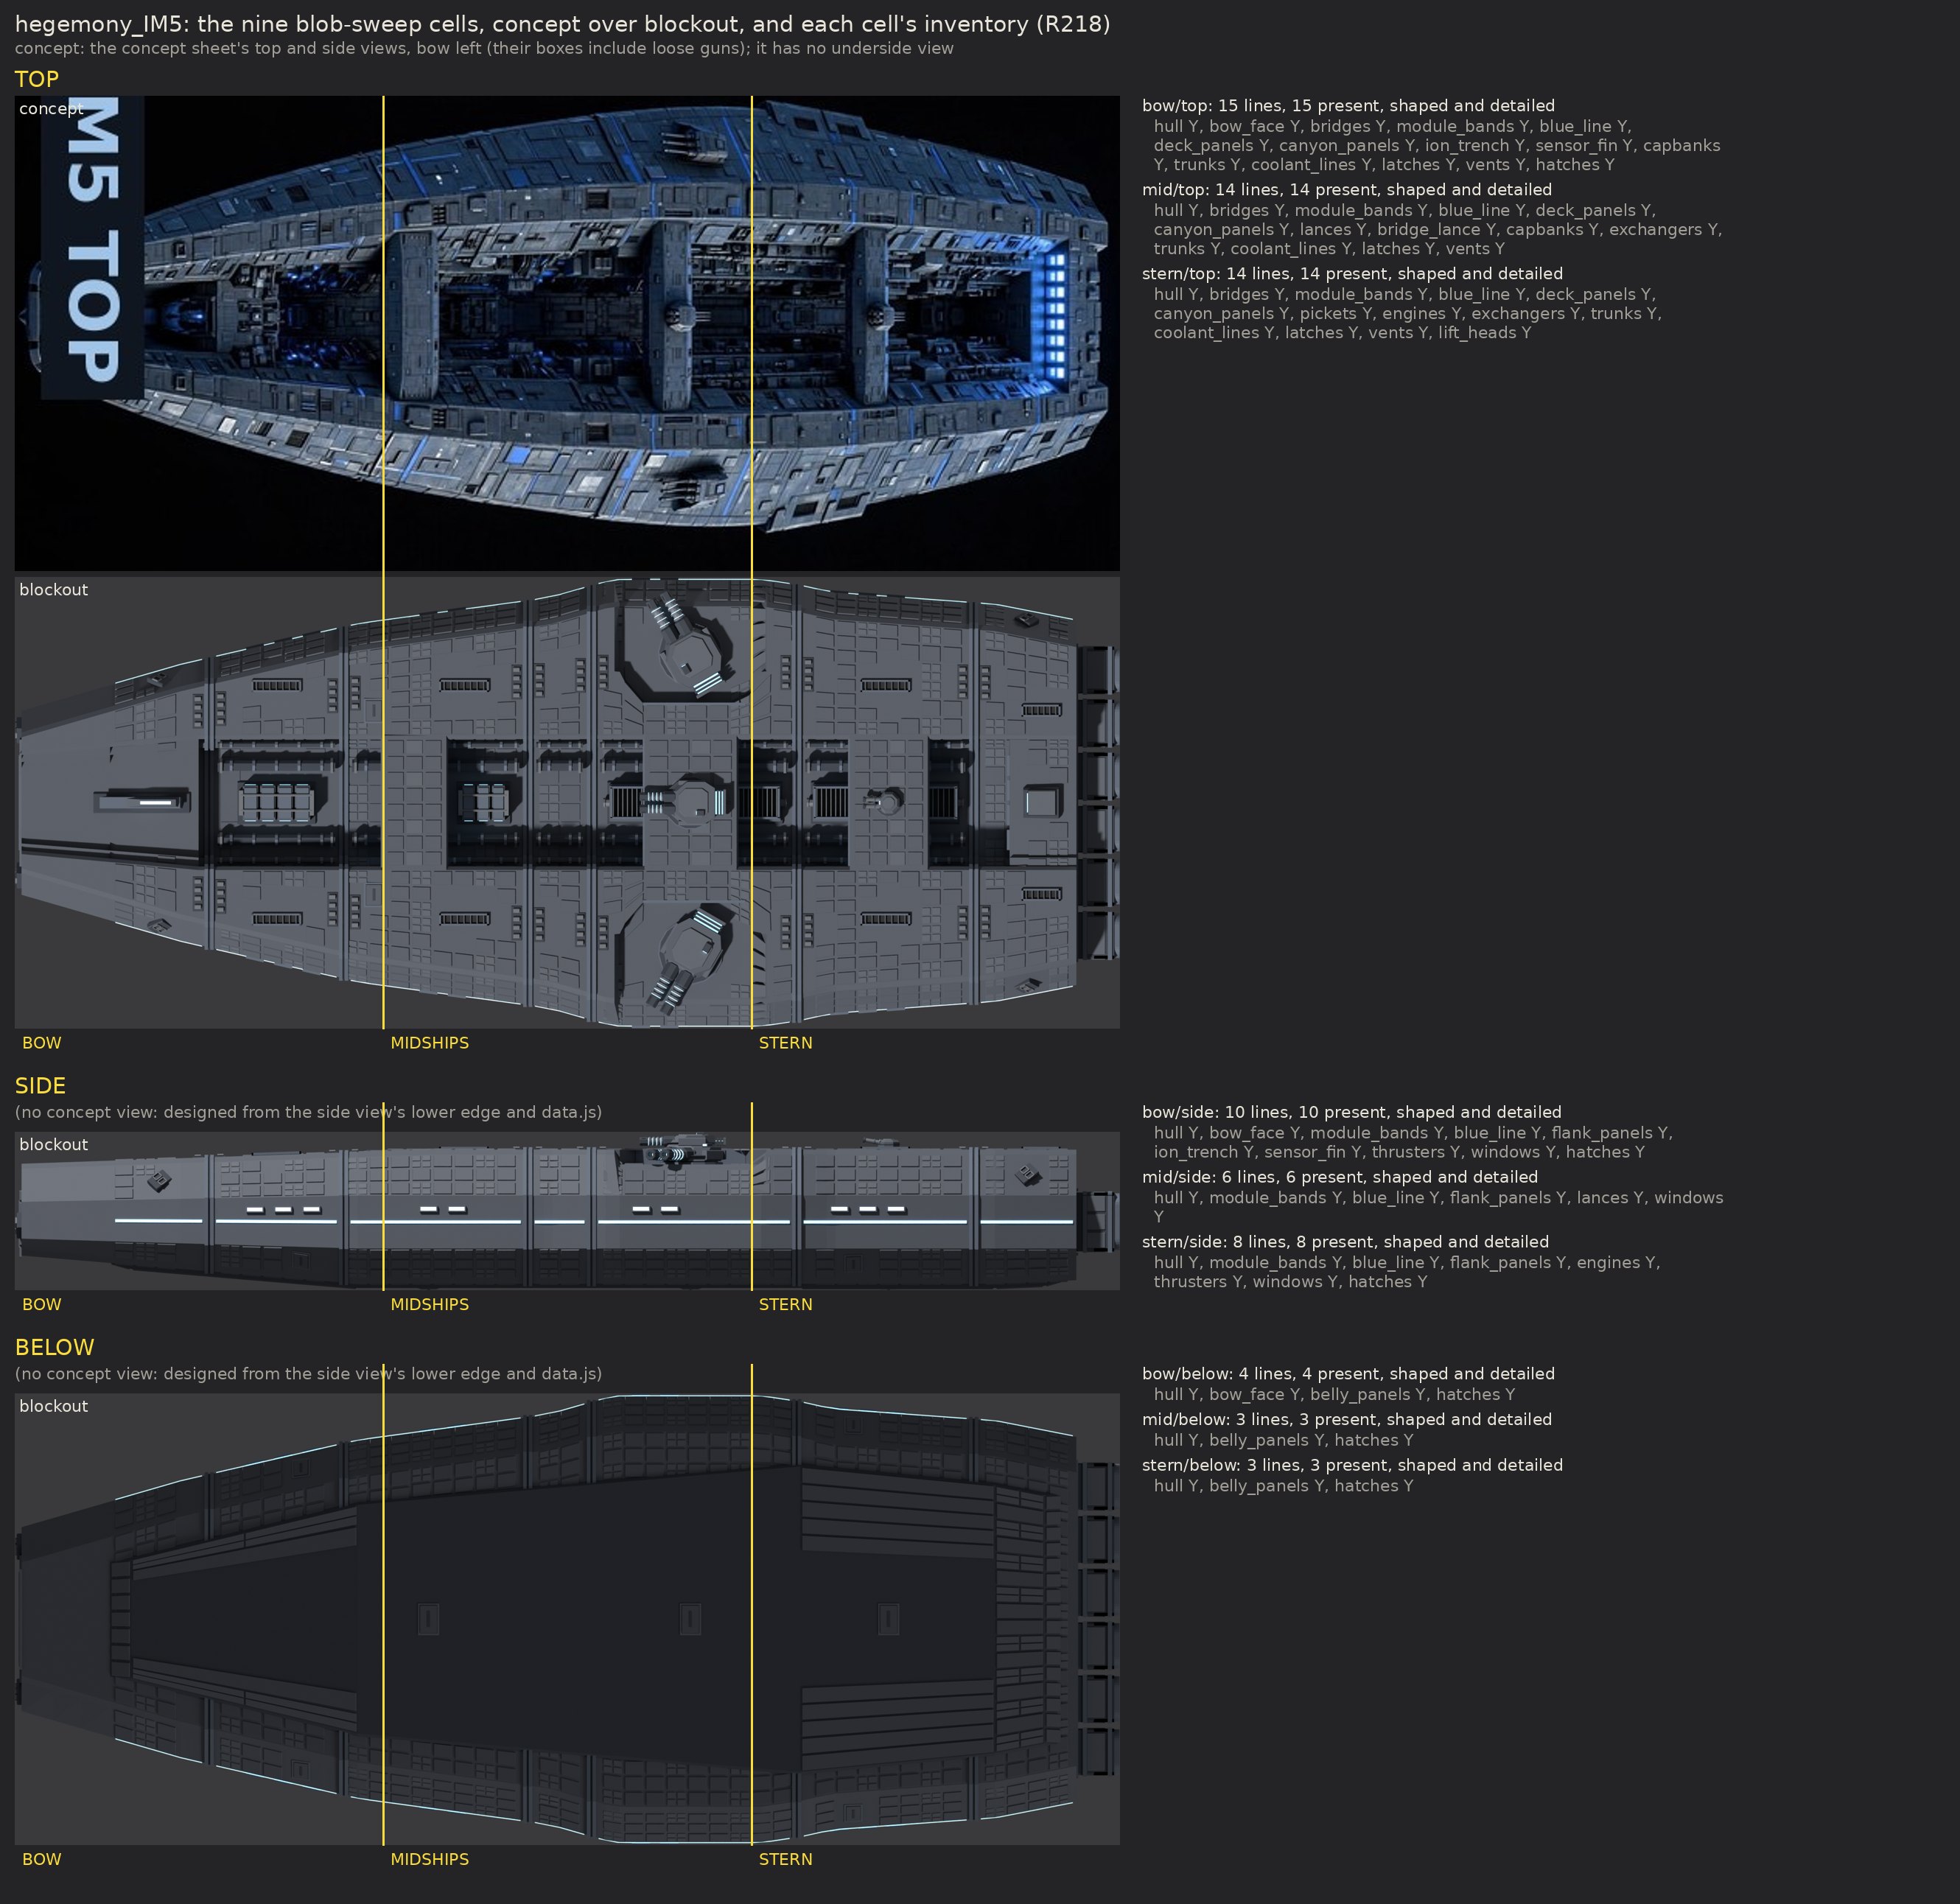 hegemony_IM5: the nine blob-sweep cells, concept over blockout, and each cell's inventory (R218)
concept: the concept sheet's top and side views, bow left (their boxes include loose guns); it has no underside view
TOP
concept
M5 TOP
bow/top: 15 lines, 15 present, shaped and detailed
hull Y, bow_face Y, bridges Y, module_bands Y, blue_line Y,
deck_panels Y, canyon_panels Y, ion_trench Y, sensor_fin Y, capbanks
Y, trunks Y, coolant_lines Y, latches Y, vents Y, hatches Y
mid/top: 14 lines, 14 present, shaped and detailed
hull Y, bridges Y, module_bands Y, blue_line Y, deck_panels Y,
canyon_panels Y, lances Y, bridge_lance Y, capbanks Y, exchangers Y,
trunks Y, coolant_lines Y, latches Y, vents Y
stern/top: 14 lines, 14 present, shaped and detailed
hull Y, bridges Y, module_bands Y, blue_line Y, deck_panels Y,
canyon_panels Y, pickets Y, engines Y, exchangers Y, trunks Y,
coolant_lines Y, latches Y, vents Y, lift_heads Y
blockout
BOW
MIDSHIPS
STERN
SIDE
(no concept view: designed from the side view's lower edge and data.js)
blockout
bow/side: 10 lines, 10 present, shaped and detailed
hull Y, bow_face Y, module_bands Y, blue_line Y, flank_panels Y,
ion_trench Y, sensor_fin Y, thrusters Y, windows Y, hatches Y
mid/side: 6 lines, 6 present, shaped and detailed
hull Y, module_bands Y, blue_line Y, flank_panels Y, lances Y, windows
Y
stern/side: 8 lines, 8 present, shaped and detailed
hull Y, module_bands Y, blue_line Y, flank_panels Y, engines Y,
thrusters Y, windows Y, hatches Y
BOW
MIDSHIPS
STERN
BELOW
(no concept view: designed from the side view's lower edge and data.js)
blockout
bow/below: 4 lines, 4 present, shaped and detailed
hull Y, bow_face Y, belly_panels Y, hatches Y
mid/below: 3 lines, 3 present, shaped and detailed
hull Y, belly_panels Y, hatches Y
stern/below: 3 lines, 3 present, shaped and detailed
hull Y, belly_panels Y, hatches Y
BOW
MIDSHIPS
STERN